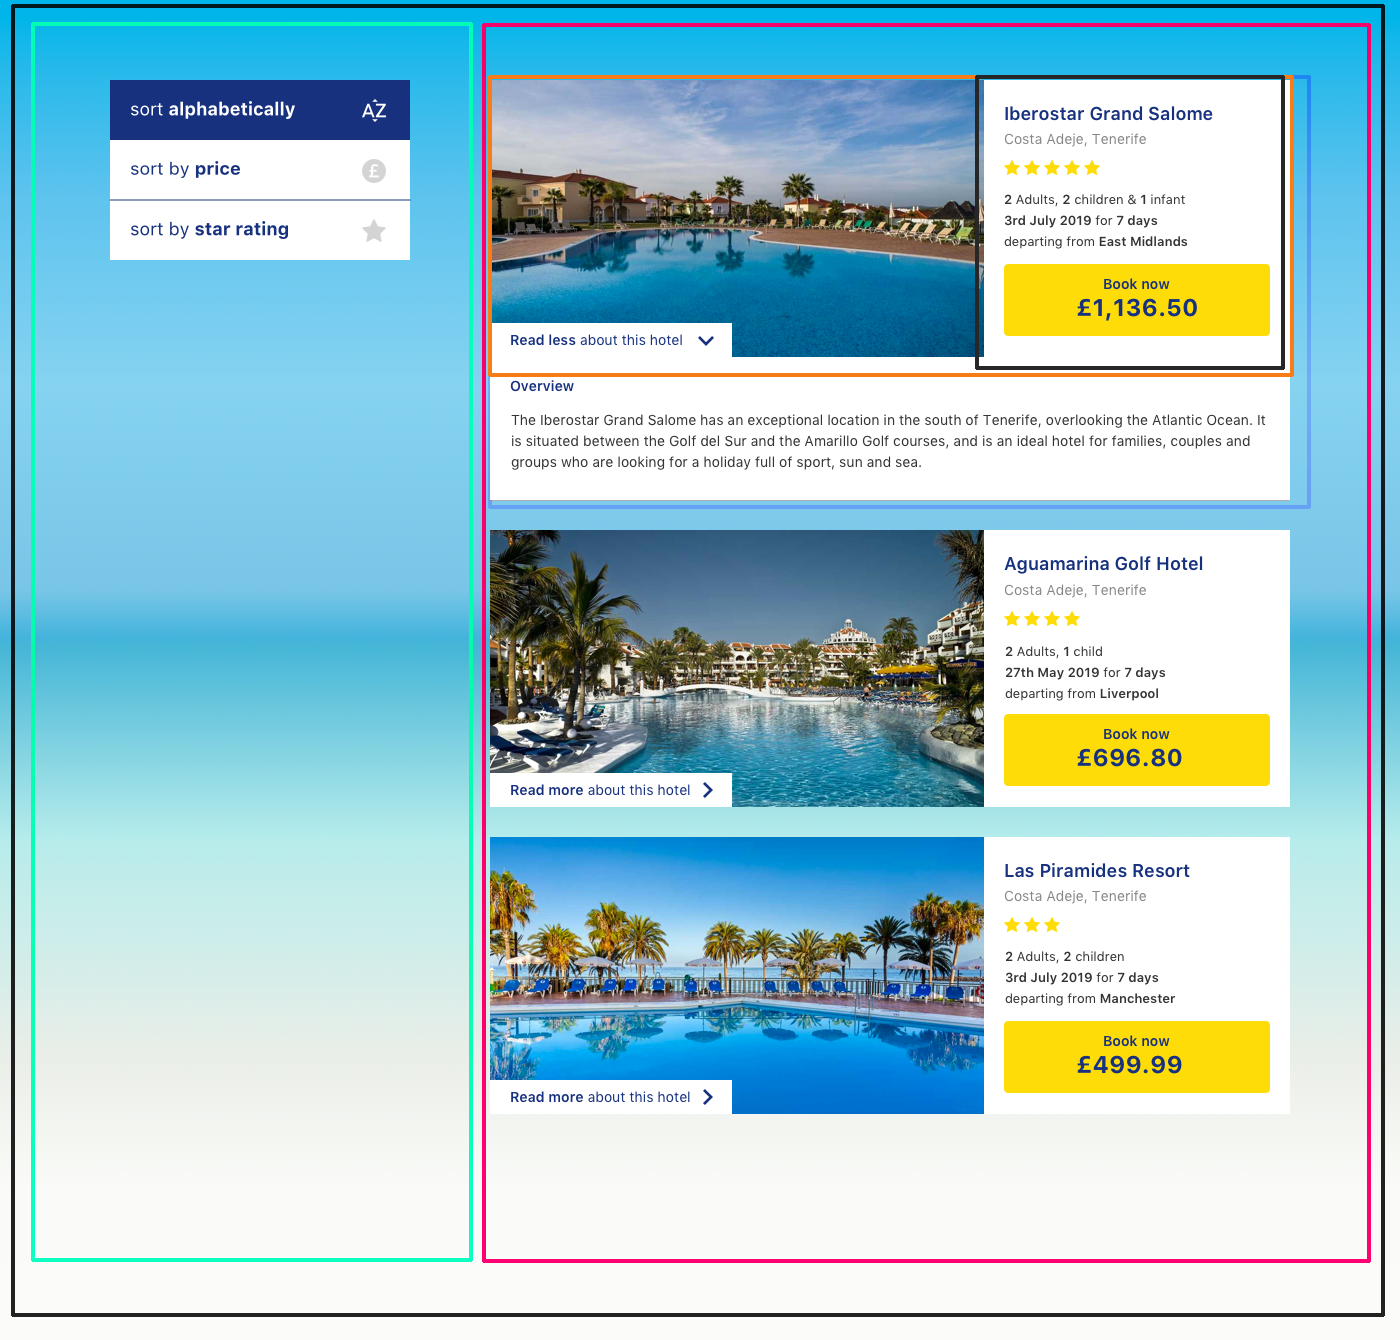 sort alphabetically
AZ
sort by price
£
sort by star rating
Iberostar Grand Salome
Costa Adeje, Tenerife
2 Adults, 2 children & 1 infant
3rd July 2019 for 7 days
departing from East Midlands
Book now
£1,136.50
Read less about this hotel
Overview
The Iberostar Grand Salome has an exceptional location in the south of Tenerife, overlooking the Atlantic Ocean. It
is situated between the Golf del Sur and the Amarillo Golf courses, and is an ideal hotel for families, couples and
groups who are looking for a holiday full of sport, sun and sea.
Aguamarina Golf Hotel
Costa Adeje, Tenerife
2 Adults, 1 child
27th May 2019 for 7 days
departing from Liverpool
Book now
£696.80
Read more about this hotel
Las Piramides Resort
Costa Adeje, Tenerife
2 Adults, 2 children
3rd July 2019 for 7 days
departing from Manchester
Book now
£499.99
Read more about this hotel